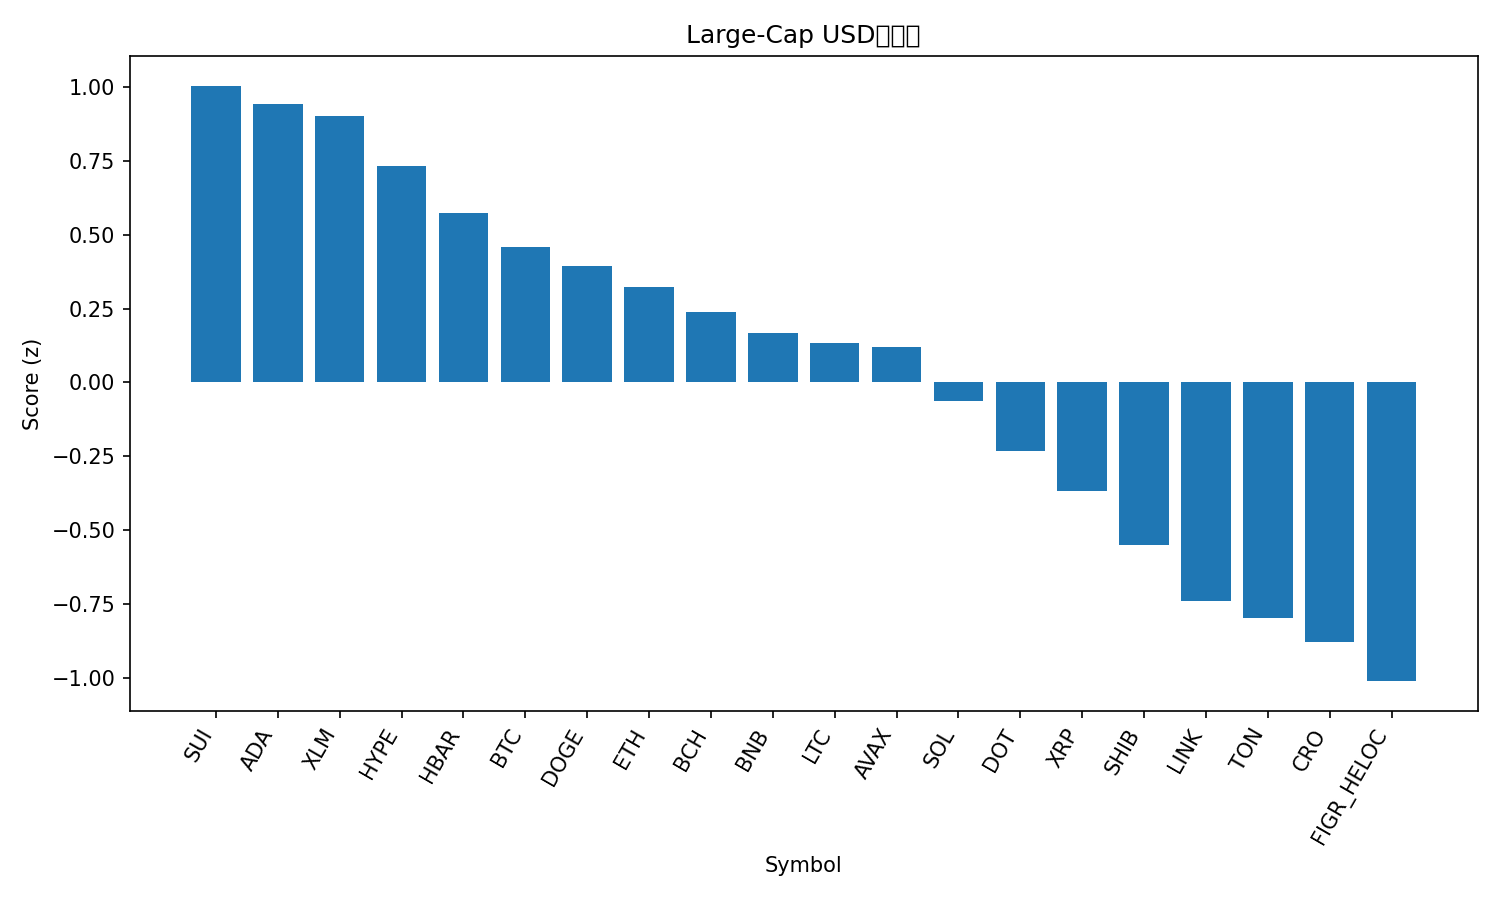 Large-Cap USD
1.00
0.75
0.50
0.25
0.00
−0.25
−0.50
−0.75
−1.00
Score (z)
SUI
ADA
XLM
HYPE
HBAR
BTC
DOGE
ETH
BCH
BNB
LTC
AVAX
SOL
DOT
XRP
SHIB
LINK
TON
CRO
FIGR_HELOC
Symbol